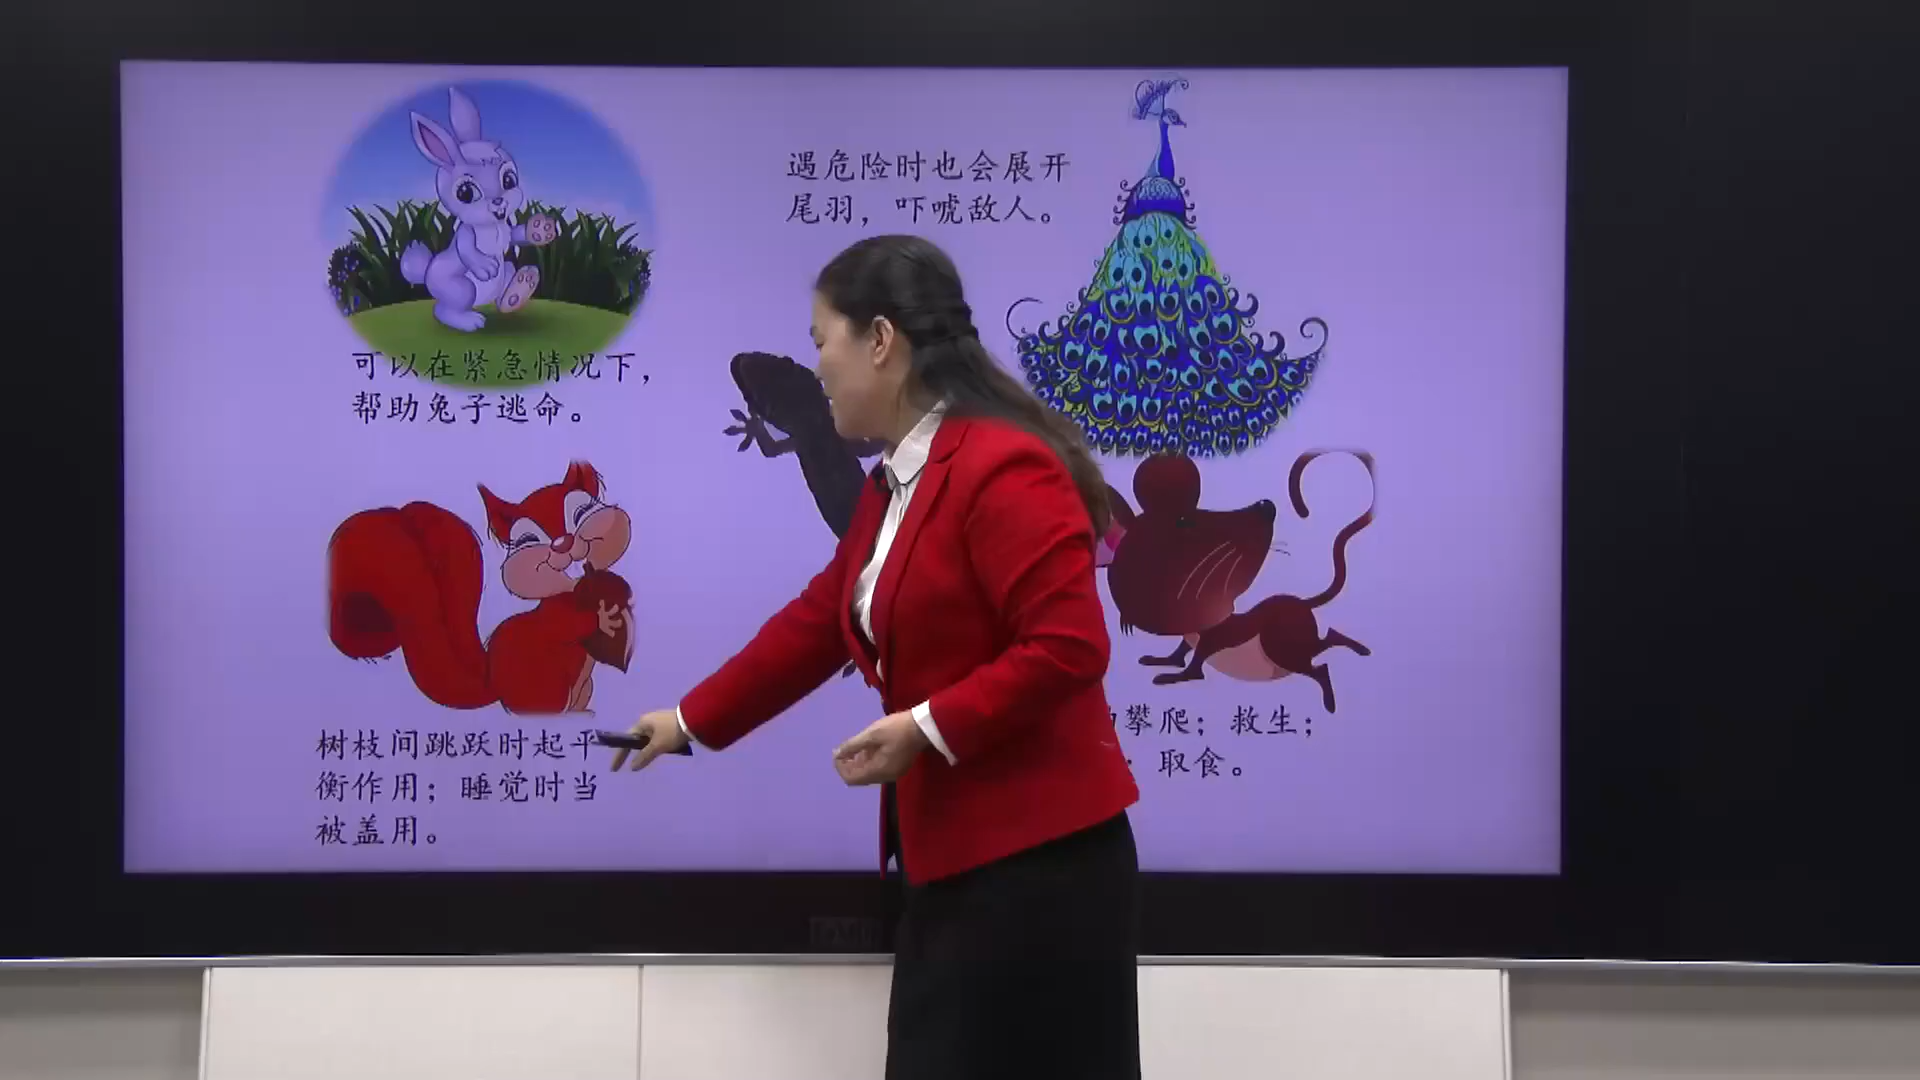 遇危险时也会展开
尾羽，吓唬敌人。
可以在紧急情况下，
帮助兔子逃命。
树枝间跳跃时起平
衡作用；睡觉时当
被盖用。
攀爬；救生；
取食。